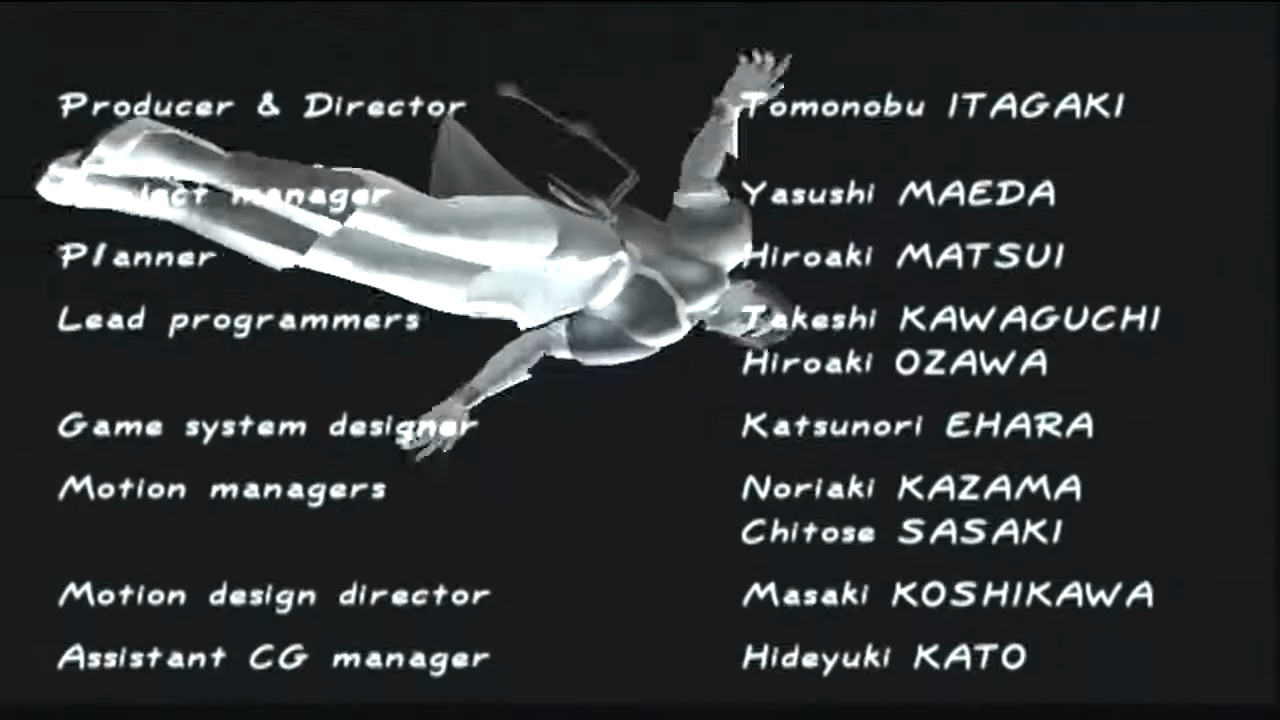 Producer & Director Tomonobu ITAGAKI
manager Yasushi MAEDA
Planner Hiroaki MATSUI
Lead programmers Takeshi KAWAGUCHI
Hiroaki OZAWA
Game system designer Katsunori EHARA
Motion managers Noriaki KAZAMA
Chitose SASAKI
Motion design director Masaki KOSHIKAWA
Assistant CG manager Hideyuki KATO